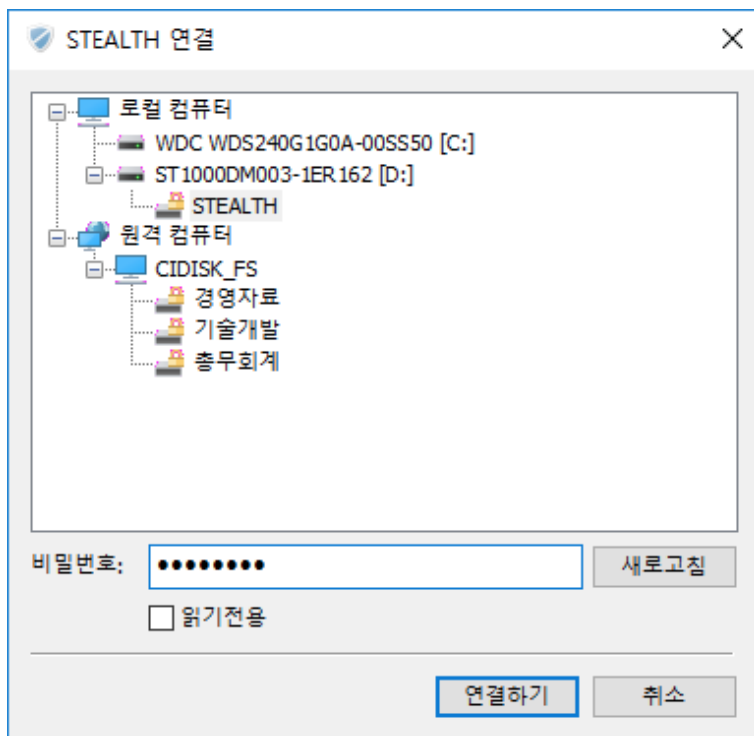 STEALTH 연결
로컬 컴퓨터
WDC WDS240G1G0A-00SS50 [C:]
ST1000DM003-1ER162 [D:]
STEALTH
원격 컴퓨터
CIDISK_FS
경영자료
기술개발
총무회계
비밀번호: ●●●●●●●● 새로고침
읽기전용
연결하기 취소